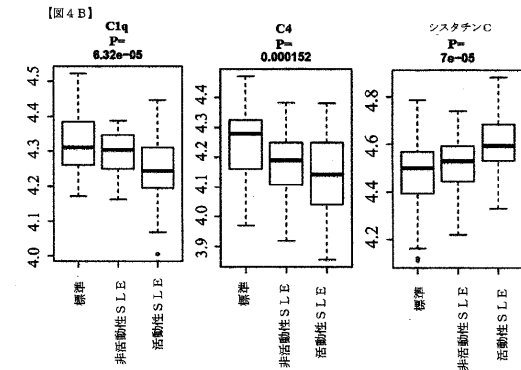 【図４Ｂ】
C1q
P=
6.32e-05
4.5
4.4
4.3
4.2
4.1
4.0
標準
非活動性ＳＬＥ
活動性ＳＬＥ
C4
P=
0.000152
4.4
4.3
4.2
4.1
4.0
3.9
標準
非活動性ＳＬＥ
活動性ＳＬＥ
シスタチンＣ
P=
7e-05
4.8
4.6
4.4
4.2
標準
非活動性ＳＬＥ
活動性ＳＬＥ